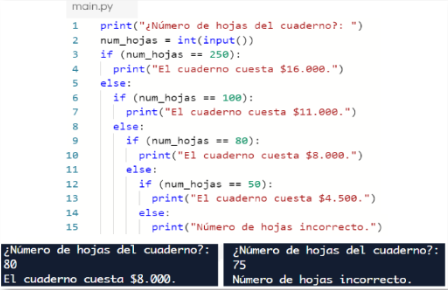 main.py
1 print("¿Número de hojas del cuaderno?: ")
2 num_hojas = int(input())
3 if (num_hojas == 250):
4 print("El cuaderno cuesta $16.000.")
5 else:
6 if (num_hojas == 100):
7 print("El cuaderno cuesta $11.000.")
8 else:
9 if (num_hojas == 80):
10 print("El cuaderno cuesta $8.000.")
11 else:
12 if (num_hojas == 50):
13 print("El cuaderno cuesta $4.500.")
14 else:
15 print("Número de hojas incorrecto.")
¿Número de hojas del cuaderno?:
80
El cuaderno cuesta $8.000.
¿Número de hojas del cuaderno?:
75
Número de hojas incorrecto.